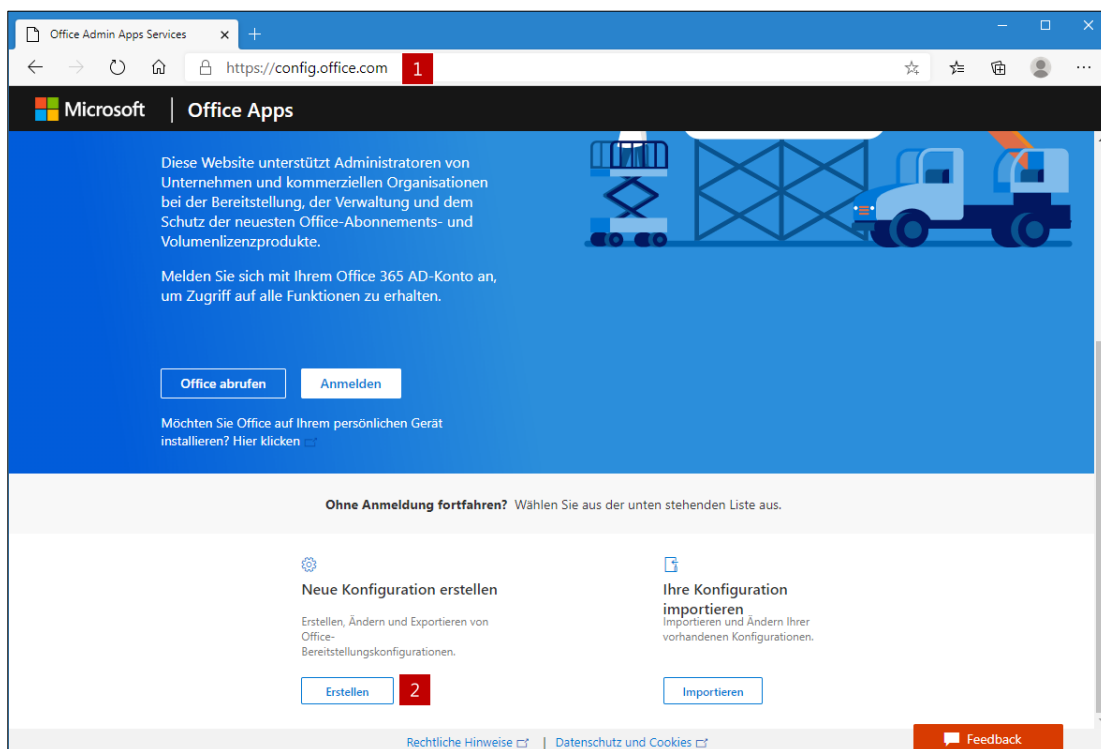 Office Admin Apps Services
https://config.office.com
1
Microsoft
Office Apps
Diese Website unterstützt Administratoren von
Unternehmen und kommerziellen Organisationen
bei der Bereitstellung, der Verwaltung und dem
Schutz der neuesten Office-Abonnements- und
Volumenlizenzprodukte.
Melden Sie sich mit Ihrem Office 365 AD-Konto an,
um Zugriff auf alle Funktionen zu erhalten.
Office abrufen
Anmelden
Möchten Sie Office auf Ihrem persönlichen Gerät
installieren? Hier klicken
Ohne Anmeldung fortfahren? Wählen Sie aus der unten stehenden Liste aus.
Neue Konfiguration erstellen
Erstellen, Ändern und Exportieren von
Office-
Bereitstellungskonfigurationen.
Erstellen
2
Ihre Konfiguration
importieren
Importieren und Ändern Ihrer
vorhandenen Konfigurationen.
Importieren
Rechtliche Hinweise | Datenschutz und Cookies
Feedback